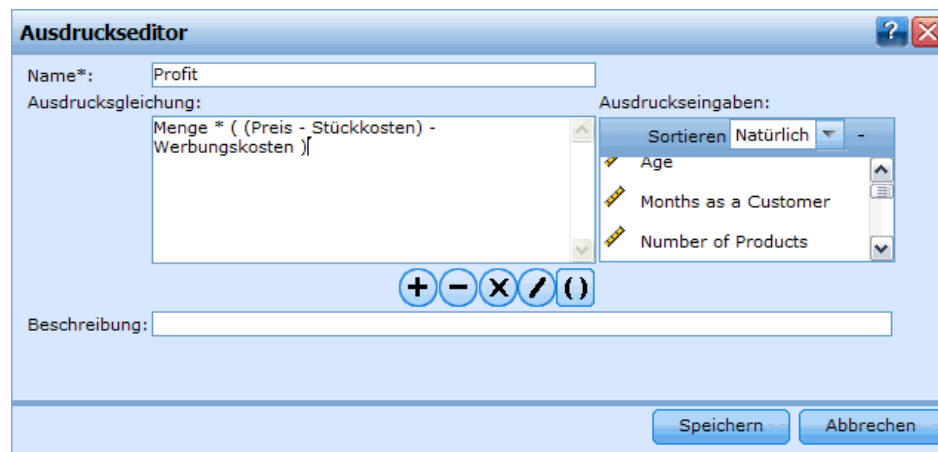 Ausdruckseditor
Name*:
Profit
Ausdrucksgleichung:
Ausdruckseingaben:
Menge * ( (Preis - Stückkosten) -
Werbungskosten )
Sortieren Natürlich -
Age
Months as a Customer
Number of Products
Beschreibung:
Speichern
Abbrechen